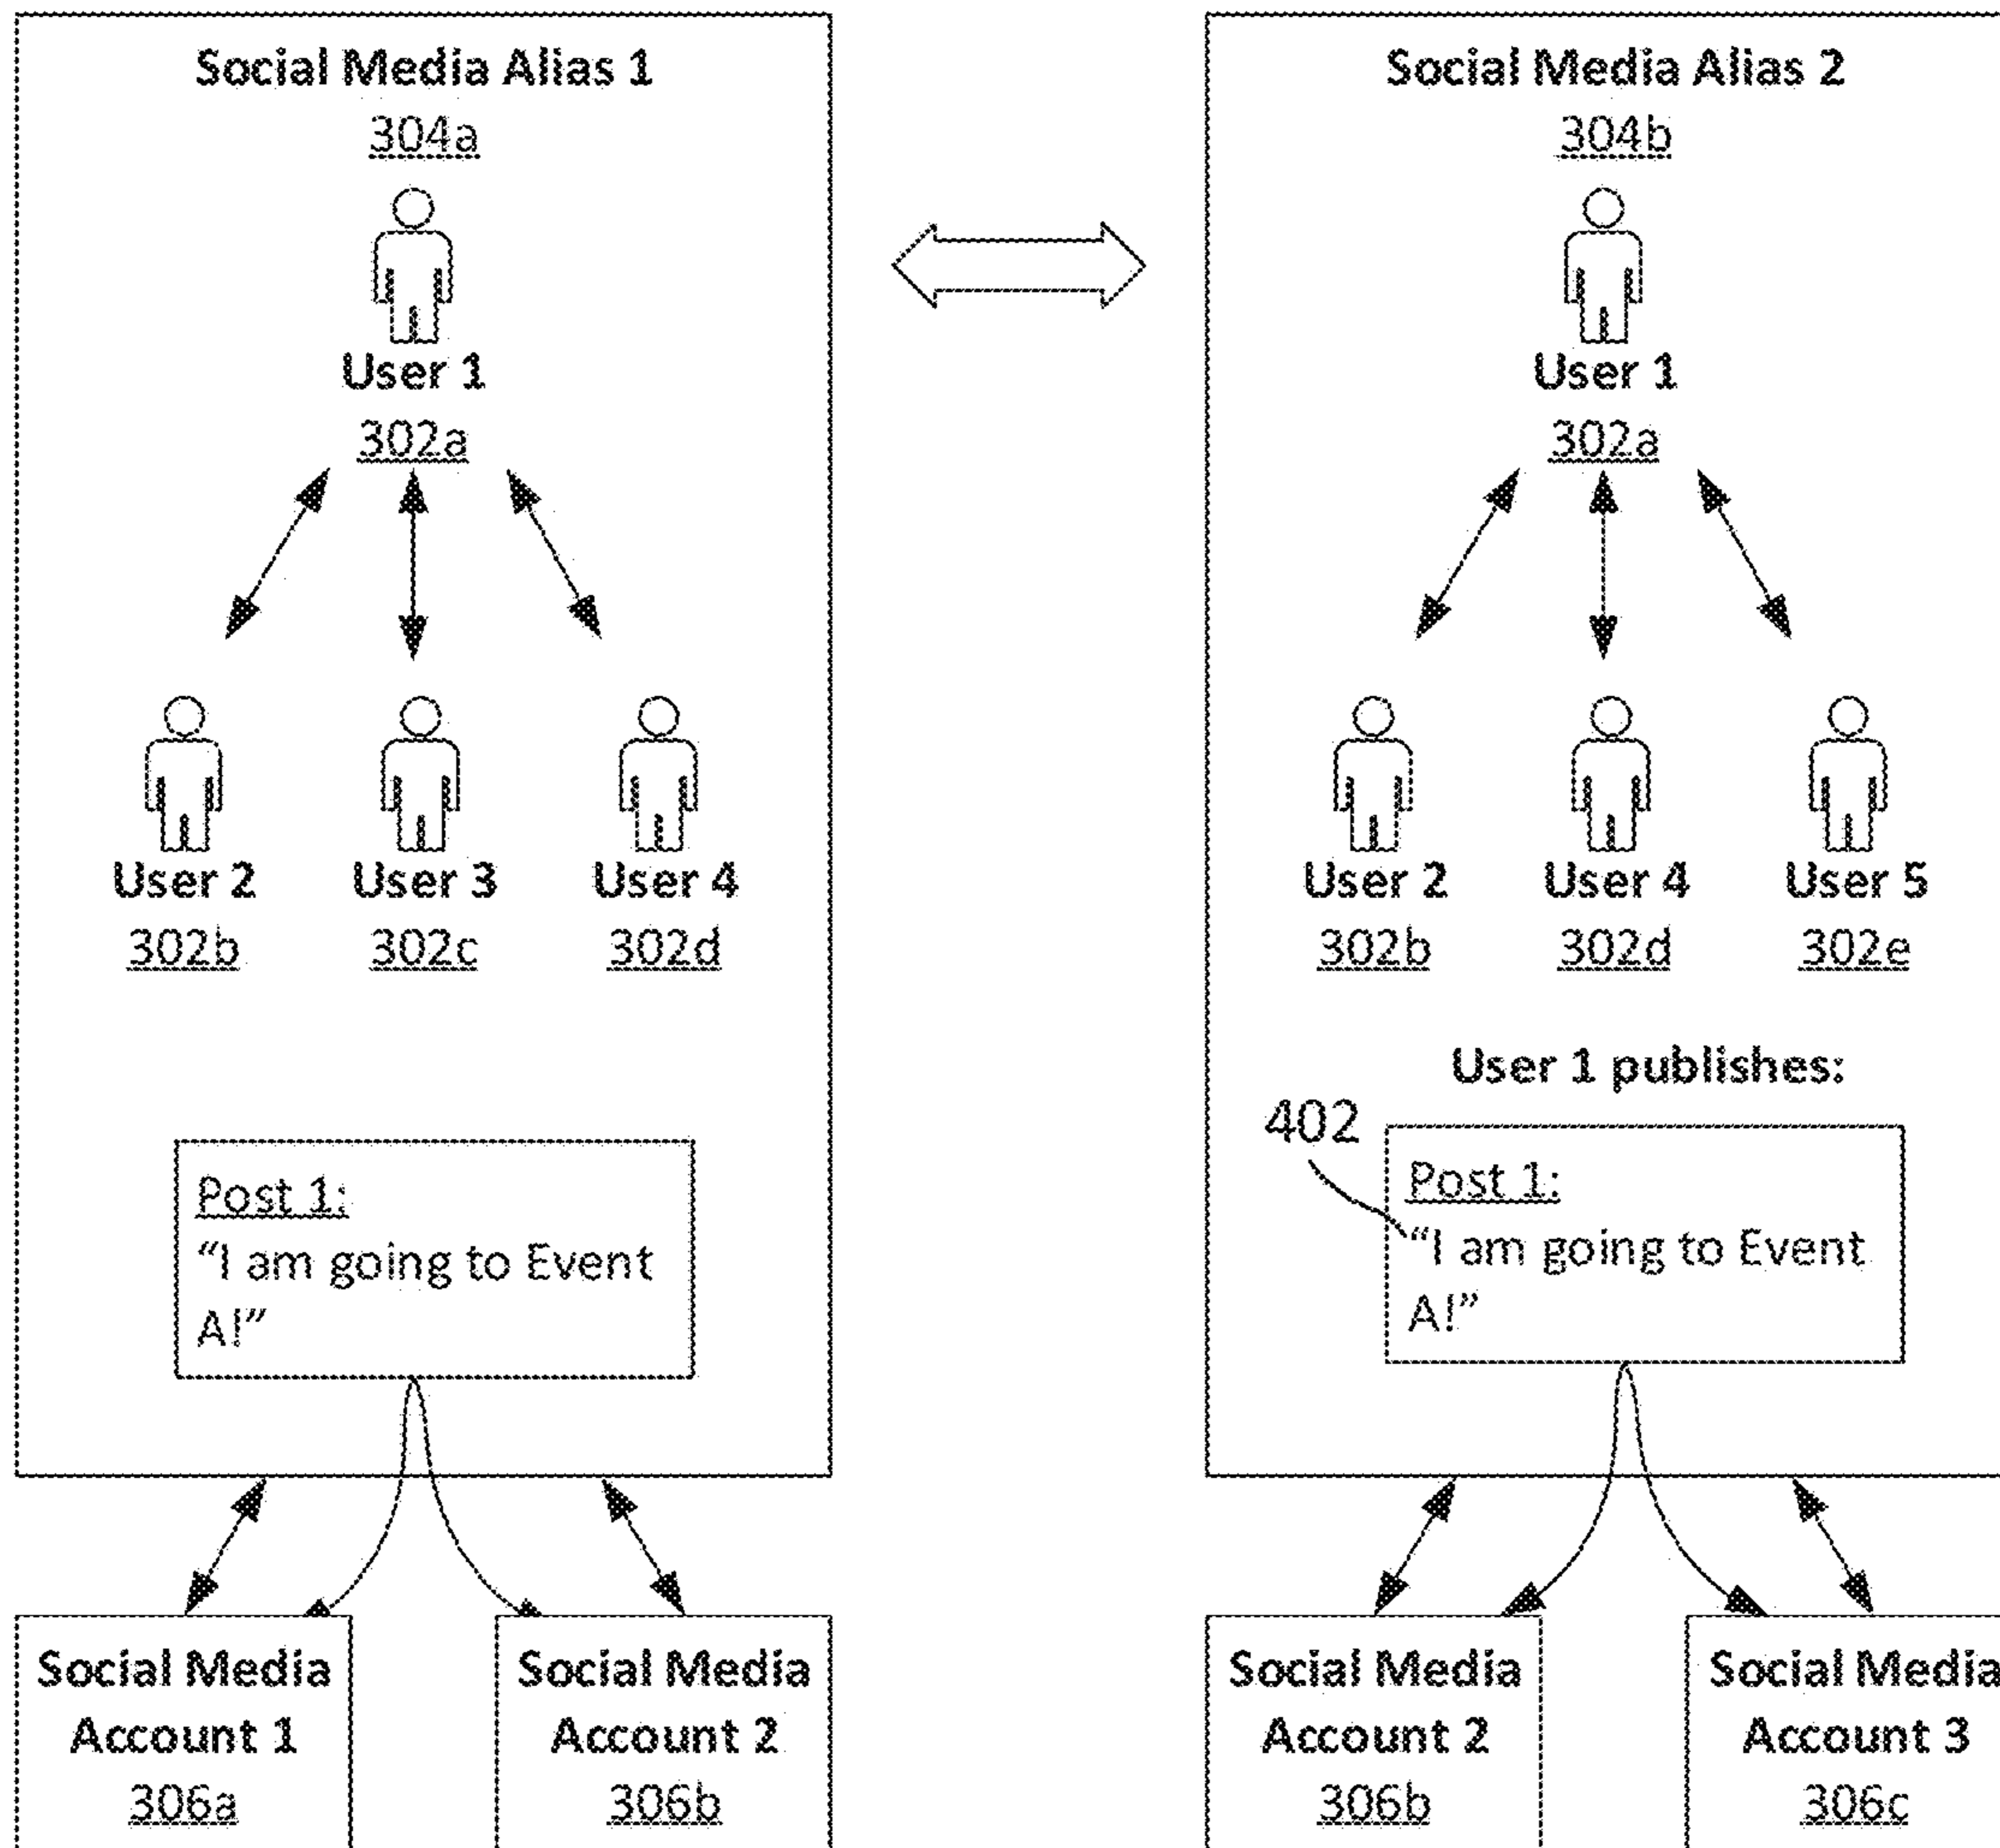 Social Media Alias 1
304a
User 1
302a
User 2
302b
User 3
302c
User 4
302d
Post 1:
“I am going to Event
A!”
Social Media
Account 1
306a
Social Media
Account 2
306b
Social Media Alias 2
304b
User 1
302a
User 2
302b
User 4
302d
User 5
302e
User 1 publishes:
402
Post 1:
“I am going to Event
A!”
Social Media
Account 2
306b
Social Media
Account 3
306c